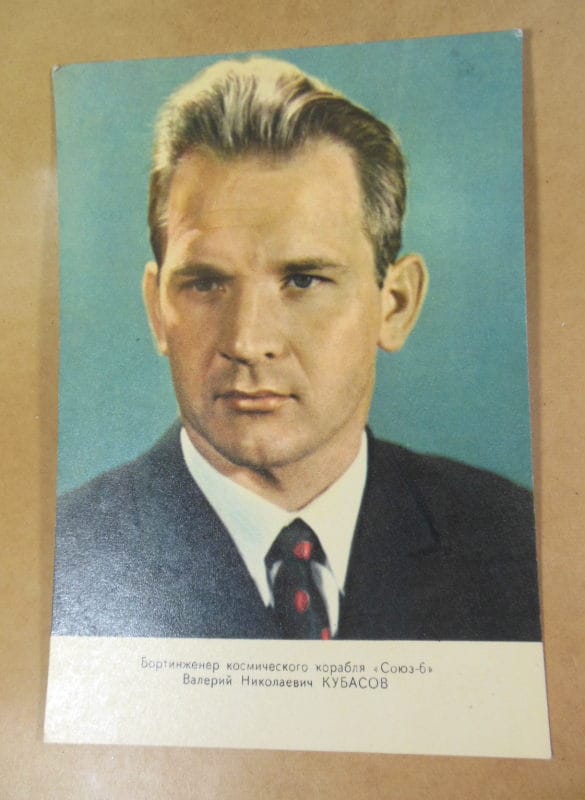 Бортинженер космического корабля «Союз-6»
Валерий Николаевич КУБАСОВ